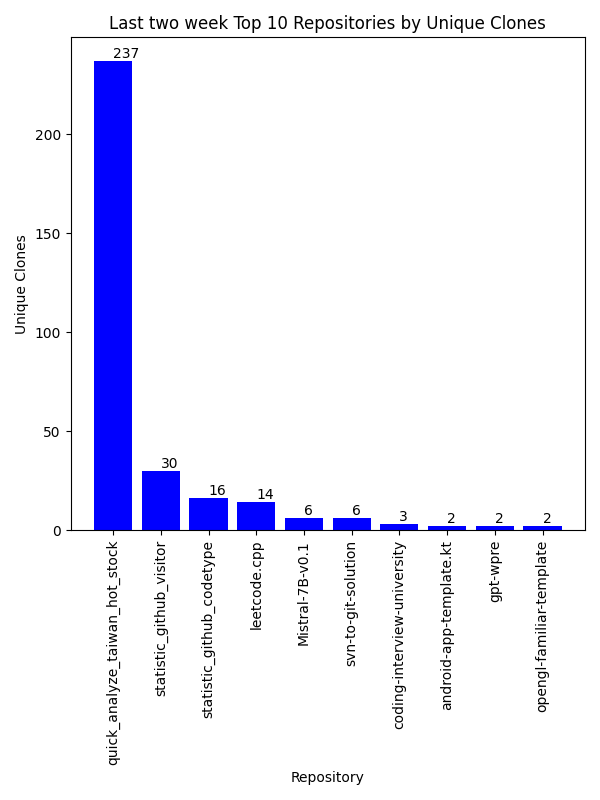 Last two week Top 10 Repositories by Unique Clones
237
30
16
14
6
6
3
2
2
2
200
150
100
50
0
Unique Clones
quick_analyze_taiwan_hot_stock
statistic_github_visitor
statistic_github_codetype
leetcode.cpp
Mistral-7B-v0.1
svn-to-git-solution
coding-interview-university
android-app-template.kt
gpt-wpre
opengl-familiar-template
Repository